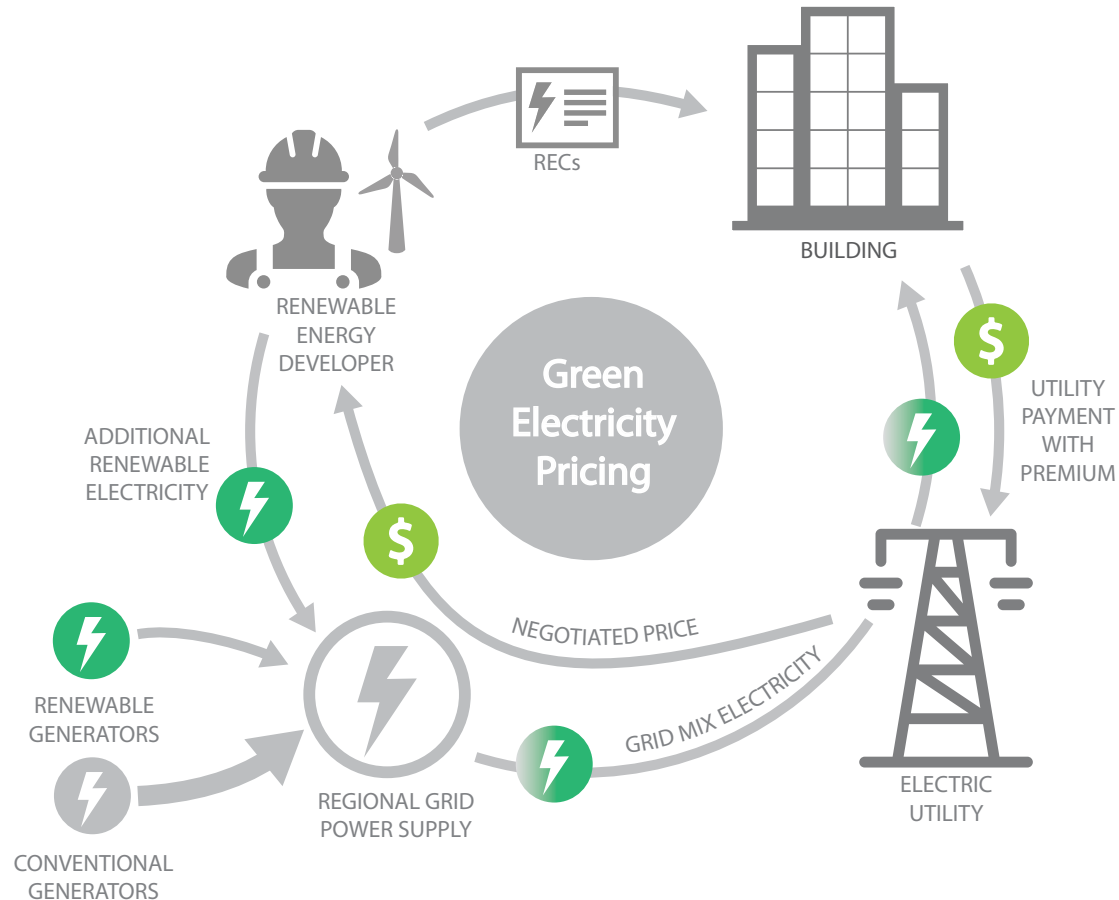 RECs
BUILDING
RENEWABLE
ENERGY
DEVELOPER
Green
Electricity
Pricing
$
UTILITY
PAYMENT
WITH
PREMIUM
ADDITIONAL
RENEWABLE
ELECTRICITY
$
NEGOTIATED PRICE
GRID MIX ELECTRICITY
RENEWABLE
GENERATORS
REGIONAL GRID
POWER SUPPLY
ELECTRIC
UTILITY
CONVENTIONAL
GENERATORS